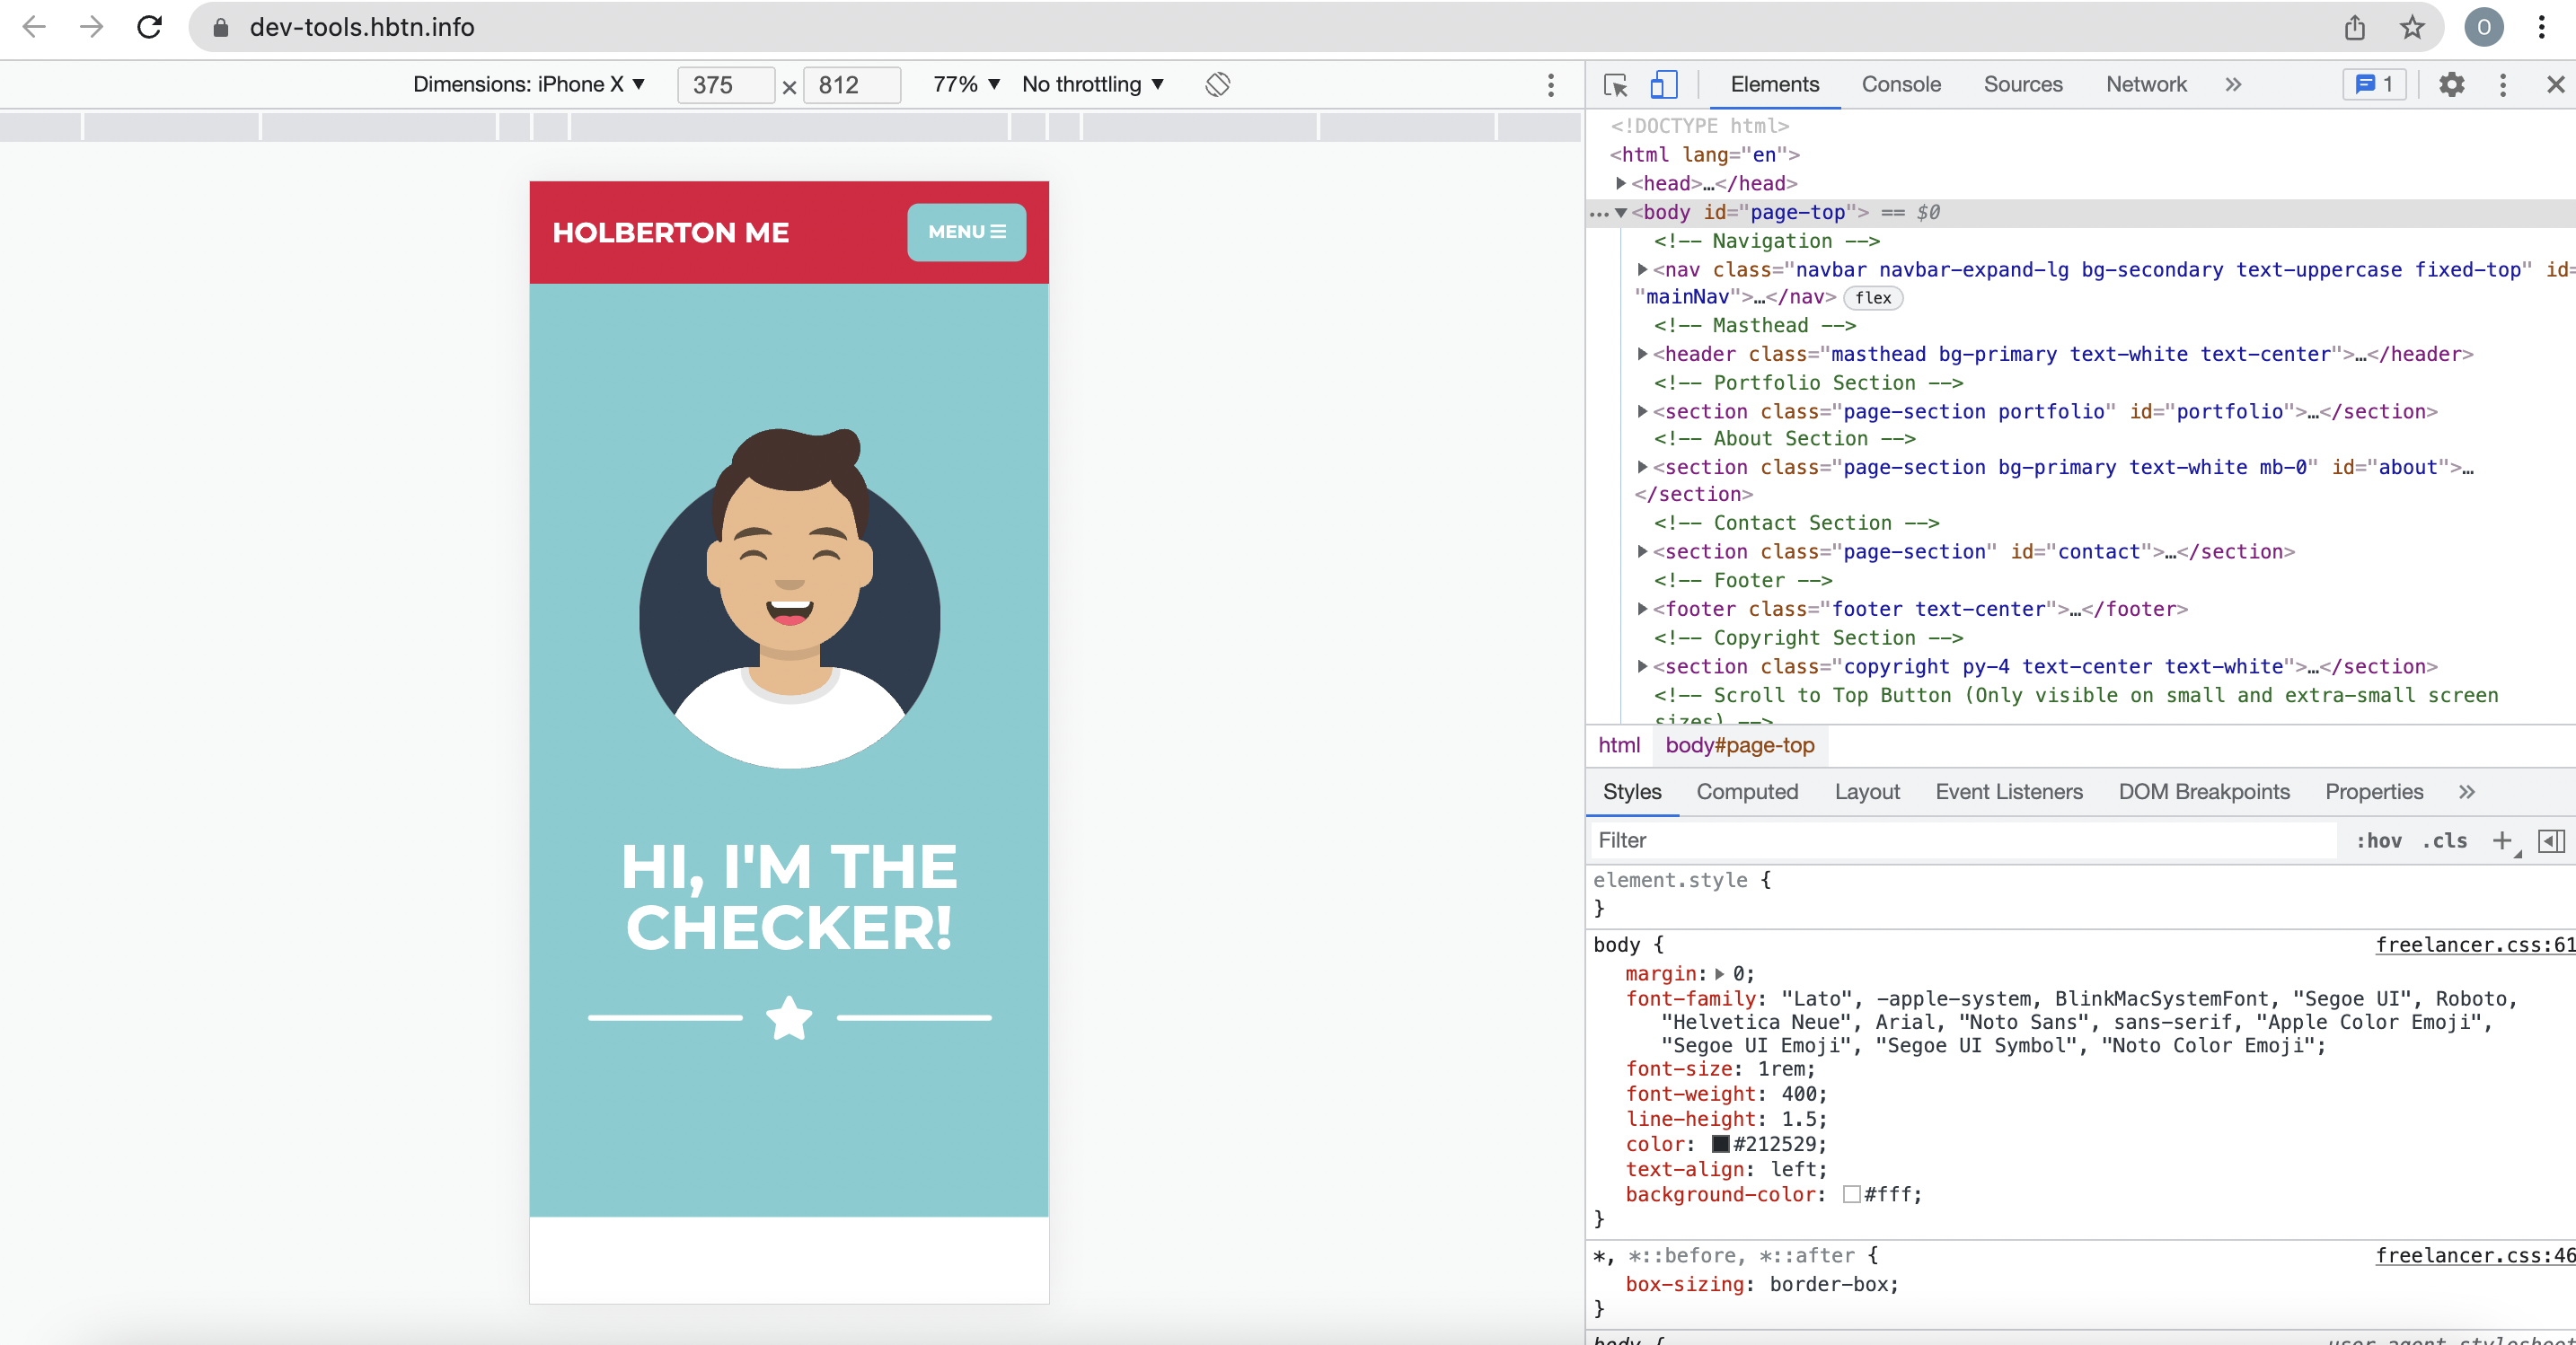 dev-tools.hbtn.info
O
Dimensions: iPhone X ▼ 375 × 812 77% ▼ No throttling ▼
Elements Console Sources Network » 1
HOLBERTON ME
MENU
HI, I'M THE
CHECKER!
<!DOCTYPE html>
<html lang="en">
▶<head>…</head>
…▼<body id="page-top"> == $0
<!-- Navigation -->
▶<nav class="navbar navbar-expand-lg bg-secondary text-uppercase fixed-top" id=
"mainNav">…</nav> flex
<!-- Masthead -->
▶<header class="masthead bg-primary text-white text-center">…</header>
<!-- Portfolio Section -->
▶<section class="page-section portfolio" id="portfolio">…</section>
<!-- About Section -->
▶<section class="page-section bg-primary text-white mb-0" id="about">…
</section>
<!-- Contact Section -->
▶<section class="page-section" id="contact">…</section>
<!-- Footer -->
▶<footer class="footer text-center">…</footer>
<!-- Copyright Section -->
▶<section class="copyright py-4 text-center text-white">…</section>
<!-- Scroll to Top Button (Only visible on small and extra-small screen
sizes) -->
html body#page-top
Styles Computed Layout Event Listeners DOM Breakpoints Properties »
Filter :hov .cls +
element.style {
}
body { freelancer.css:61
margin:▶ 0;
font-family: "Lato", -apple-system, BlinkMacSystemFont, "Segoe UI", Roboto,
"Helvetica Neue", Arial, "Noto Sans", sans-serif, "Apple Color Emoji",
"Segoe UI Emoji", "Segoe UI Symbol", "Noto Color Emoji";
font-size: 1rem;
font-weight: 400;
line-height: 1.5;
color: #212529;
text-align: left;
background-color: #fff;
}
*, *::before, *::after { freelancer.css:46
box-sizing: border-box;
}
body { user agent stylesheet